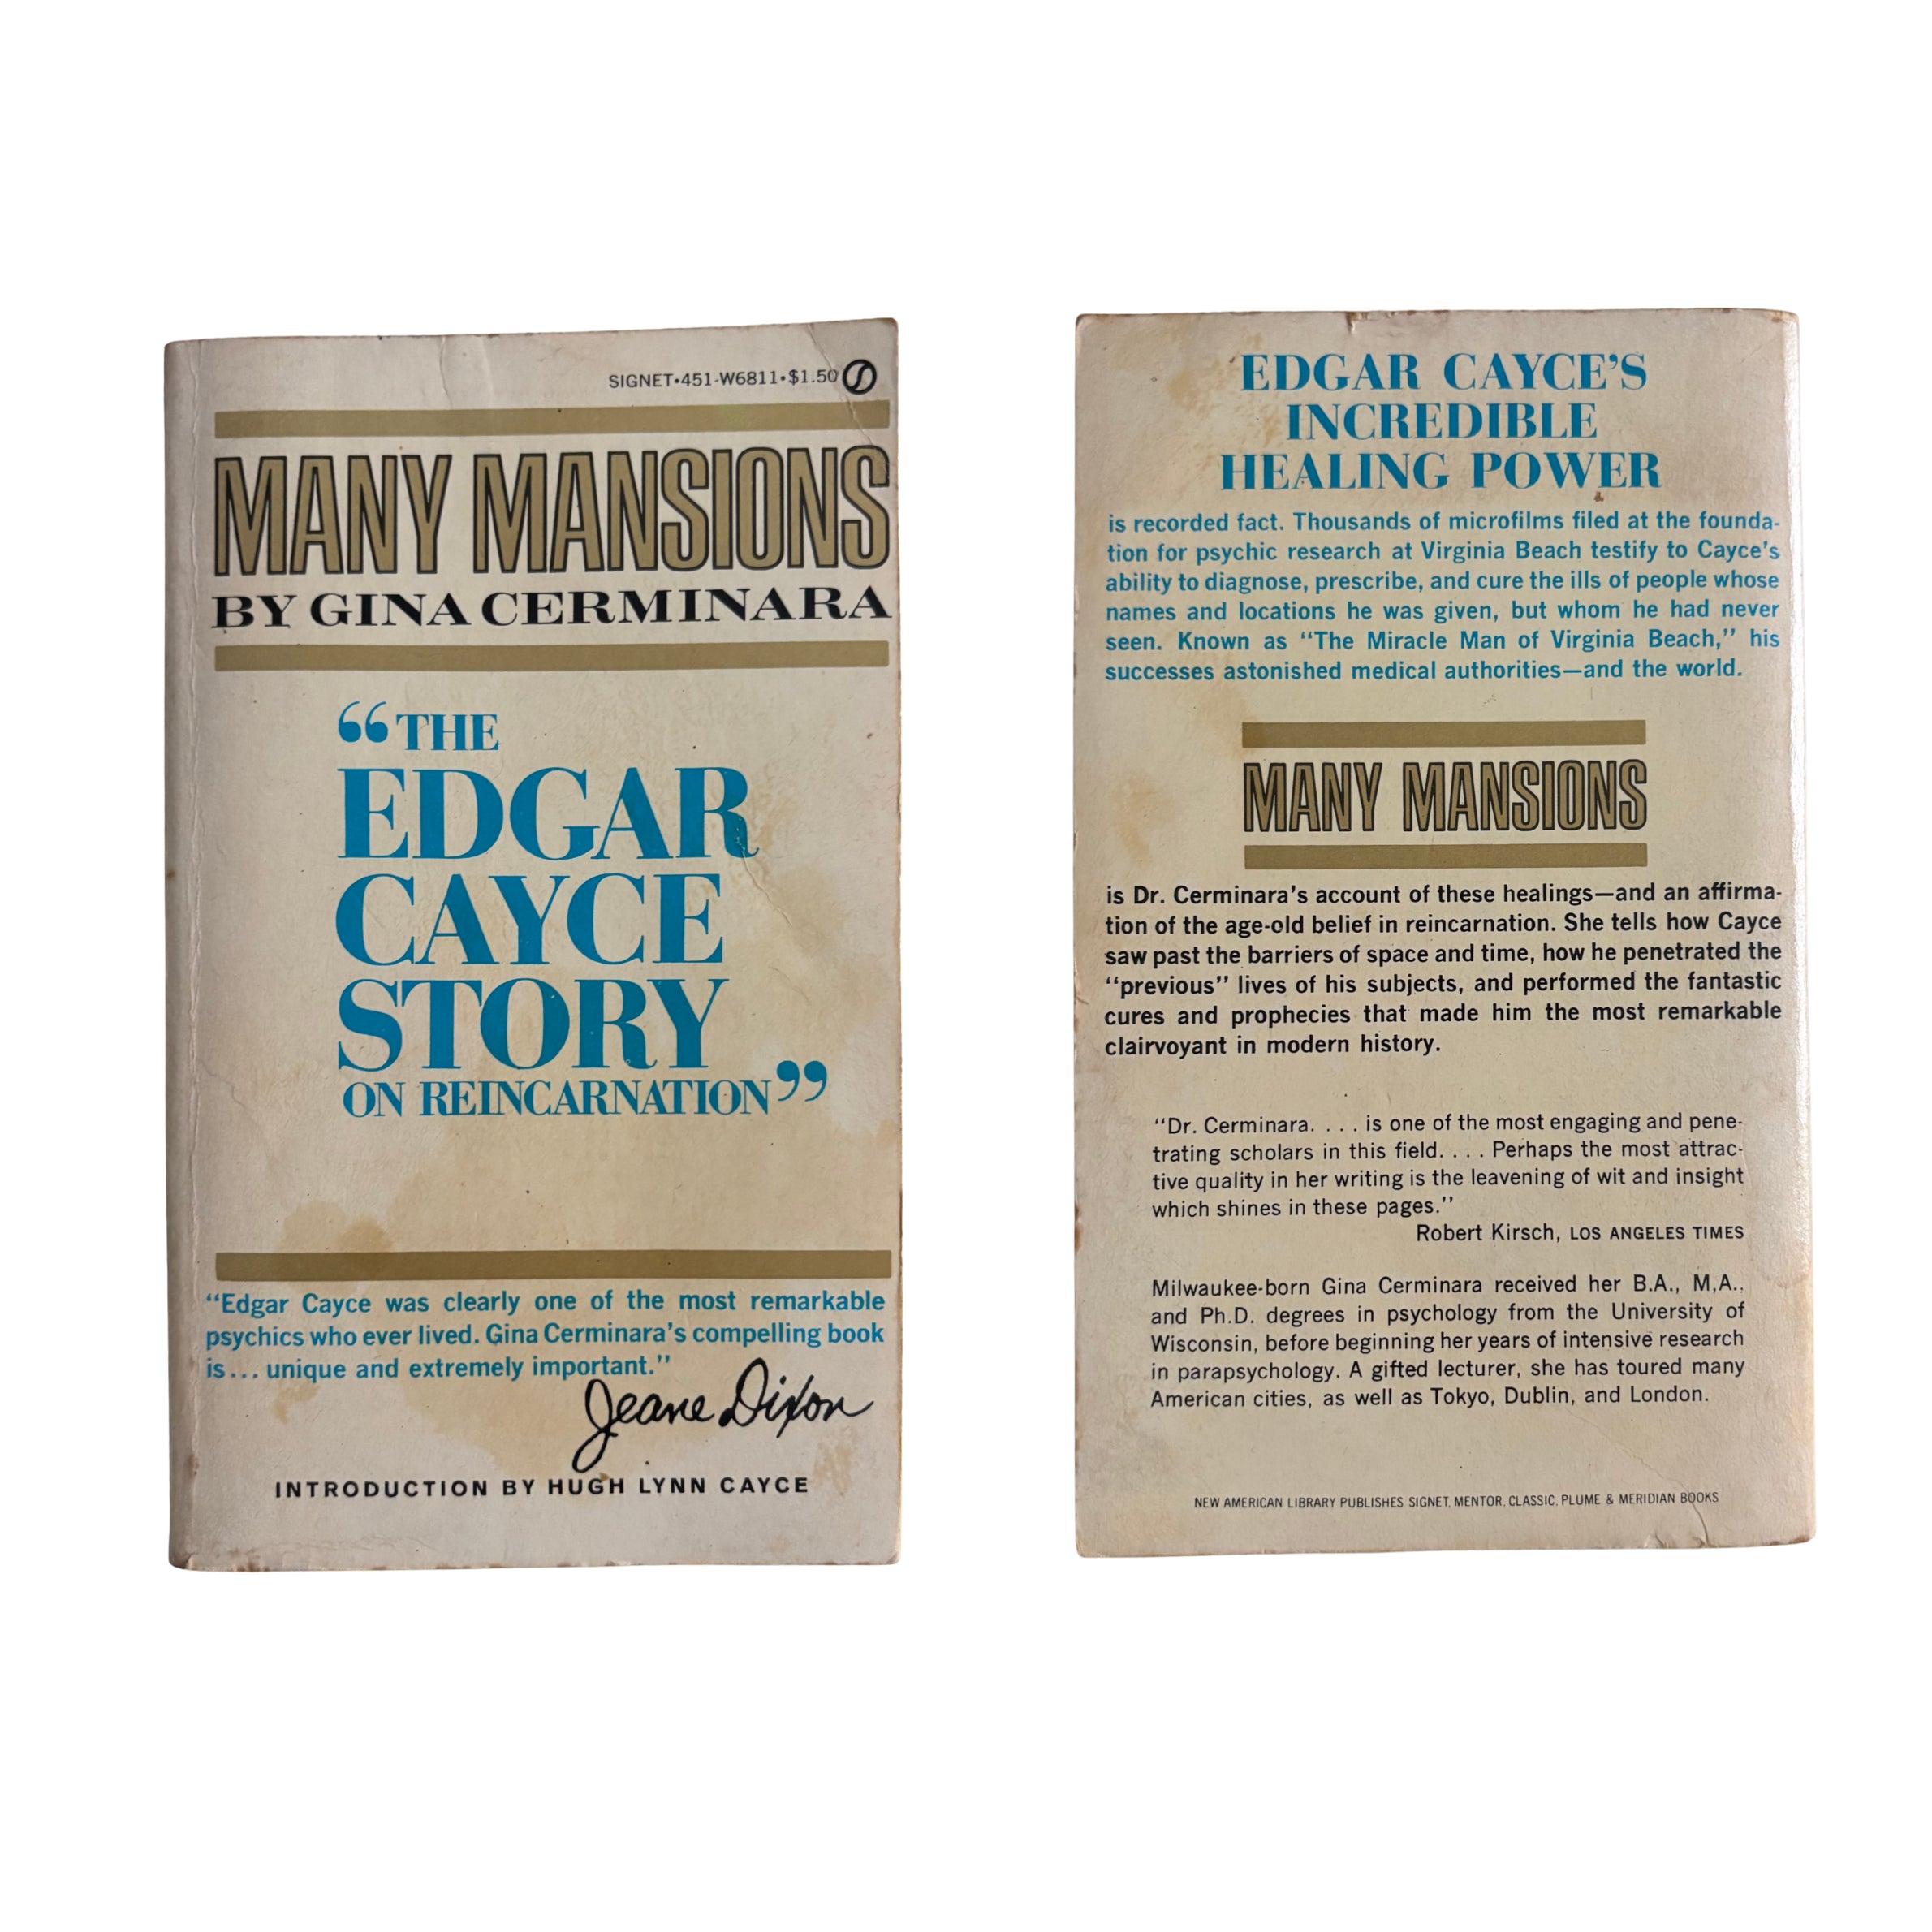 SIGNET•451-W6811•$1.50
MANY MANSIONS
BY GINA CERMINARA
“THE
EDGAR
CAYCE
STORY
ON REINCARNATION”
“Edgar Cayce was clearly one of the most remarkable
psychics who ever lived. Gina Cerminara’s compelling book
is... unique and extremely important.”
Jeane Dixon
INTRODUCTION BY HUGH LYNN CAYCE
EDGAR CAYCE’S
INCREDIBLE
HEALING POWER
is recorded fact. Thousands of microfilms filed at the founda-
tion for psychic research at Virginia Beach testify to Cayce’s
ability to diagnose, prescribe, and cure the ills of people whose
names and locations he was given, but whom he had never
seen. Known as “The Miracle Man of Virginia Beach,” his
successes astonished medical authorities—and the world.
MANY MANSIONS
is Dr. Cerminara’s account of these healings—and an affirma-
tion of the age-old belief in reincarnation. She tells how Cayce
saw past the barriers of space and time, how he penetrated the
“previous” lives of his subjects, and performed the fantastic
cures and prophecies that made him the most remarkable
clairvoyant in modern history.
“Dr. Cerminara. . . . is one of the most engaging and pene-
trating scholars in this field. . . . Perhaps the most attrac-
tive quality in her writing is the leavening of wit and insight
which shines in these pages.”
Robert Kirsch, LOS ANGELES TIMES
Milwaukee-born Gina Cerminara received her B.A., M,A.,
and Ph.D. degrees in psychology from the University of
Wisconsin, before beginning her years of intensive research
in parapsychology. A gifted lecturer, she has toured many
American cities, as well as Tokyo, Dublin, and London.
NEW AMERICAN LIBRARY PUBLISHES SIGNET, MENTOR, CLASSIC, PLUME & MERIDIAN BOOKS